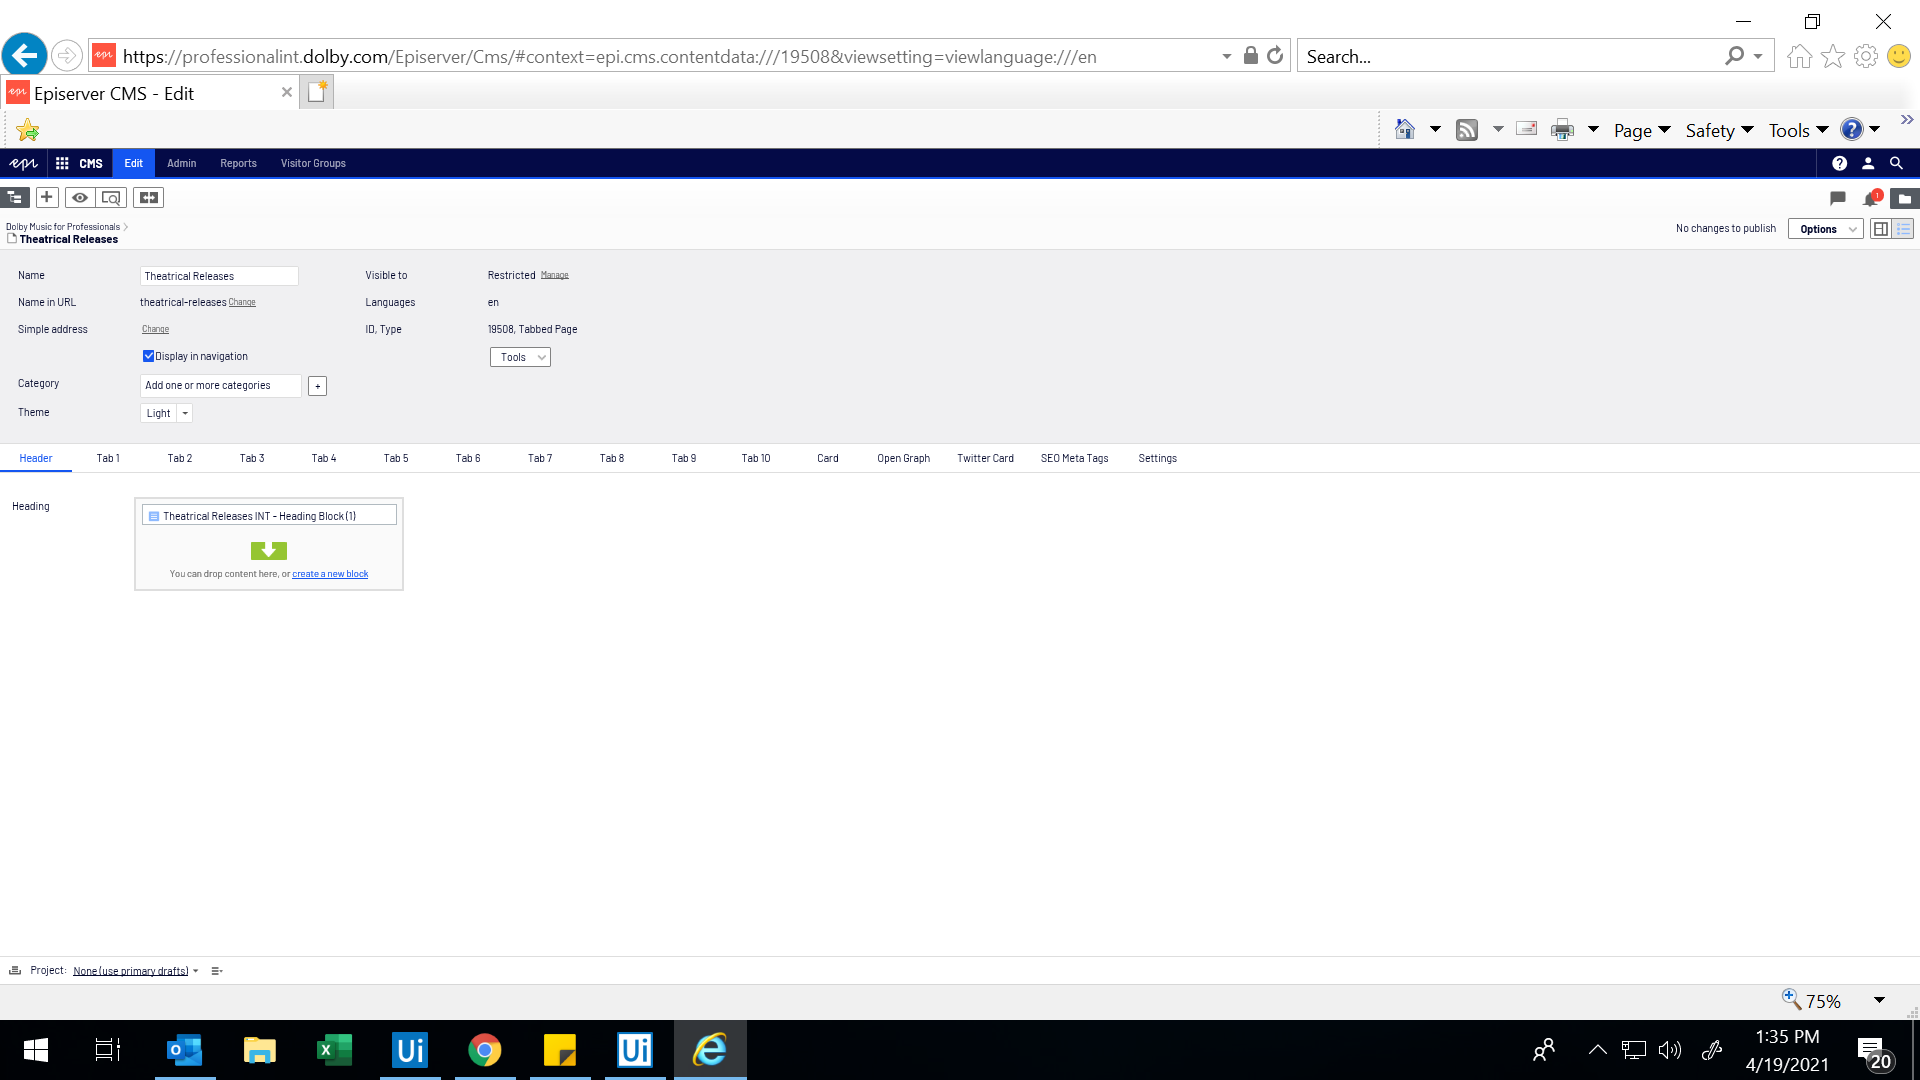 https://professionalint.dolby.com/Episerver/Cms/#context=epi.cms.contentdata:///19508&viewsetting=viewlanguage:///en
Search...
Episerver CMS - Edit
Page Safety Tools
epi CMS Edit Admin Reports Visitor Groups
1
Dolby Music for Professionals
Theatrical Releases
No changes to publish Options
Name Theatrical Releases Visible to Restricted Manage
Name in URL theatrical-releases Change Languages en
Simple address Change ID, Type 19508, Tabbed Page
Display in navigation Tools
Category Add one or more categories +
Theme Light
Header Tab 1 Tab 2 Tab 3 Tab 4 Tab 5 Tab 6 Tab 7 Tab 8 Tab 9 Tab 10 Card Open Graph Twitter Card SEO Meta Tags Settings
Heading Theatrical Releases INT - Heading Block (1)
You can drop content here, or create a new block
Project: None (use primary drafts)
75%
Ui Ui
1:35 PM
4/19/2021
20